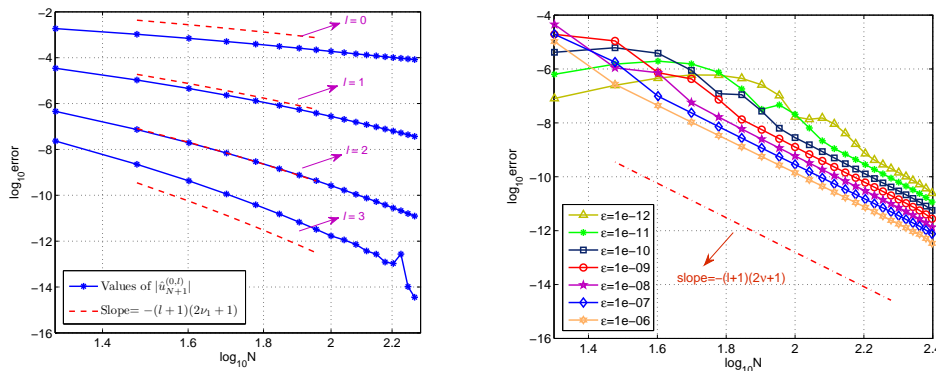 -2
-4
-6
-8
-10
-12
-14
-16
1.4
1.6
1.8
2
2.2
log₁₀N
log₁₀error
l = 0
l = 1
l = 2
l = 3
Values of |û_{N+1}^{(0,l)}|
Slope= −(l + 1)(2ν₁ + 1)
-4
-6
-8
-10
-12
-14
-16
1.4
1.6
1.8
2
2.2
2.4
log₁₀N
log₁₀error
ε=1e−12
ε=1e−11
ε=1e−10
ε=1e−09
ε=1e−08
ε=1e−07
ε=1e−06
slope=−(l+1)(2ν+1)